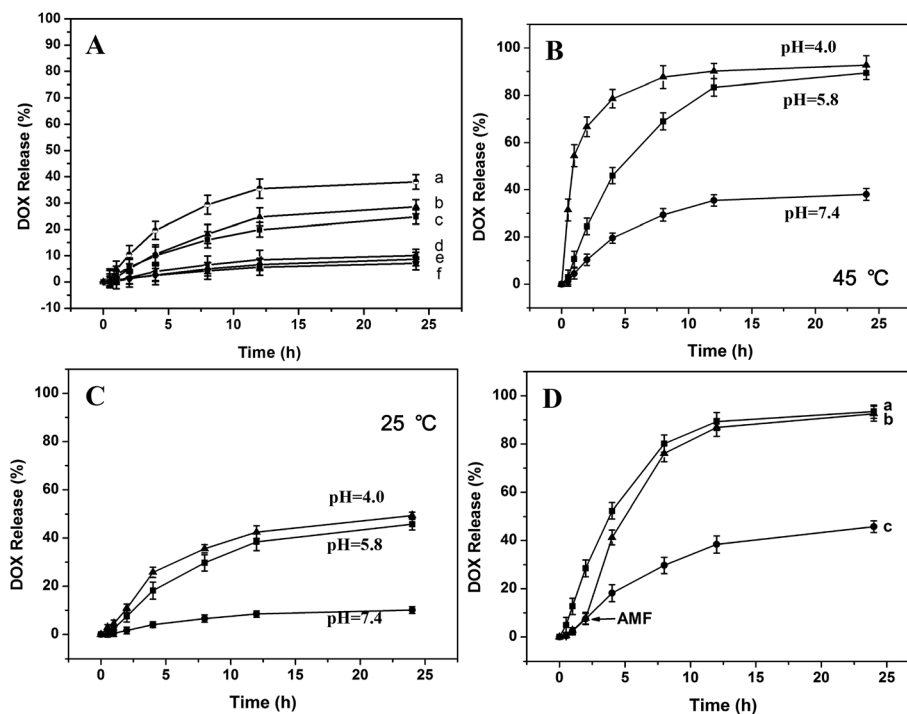 A
DOX Release (%)
100
90
80
70
60
50
40
30
20
10
0
-10
a
b
c
d
e
f
0 5 10 15 20 25
Time (h)
B
DOX Release (%)
100
80
60
40
20
0
pH=4.0
pH=5.8
pH=7.4
45 ℃
0 5 10 15 20 25
Time (h)
C
DOX Release (%)
100
80
60
40
20
0
25 ℃
pH=4.0
pH=5.8
pH=7.4
0 5 10 15 20 25
Time (h)
D
DOX Release (%)
100
80
60
40
20
0
a
b
c
AMF
0 5 10 15 20 25
Time (h)